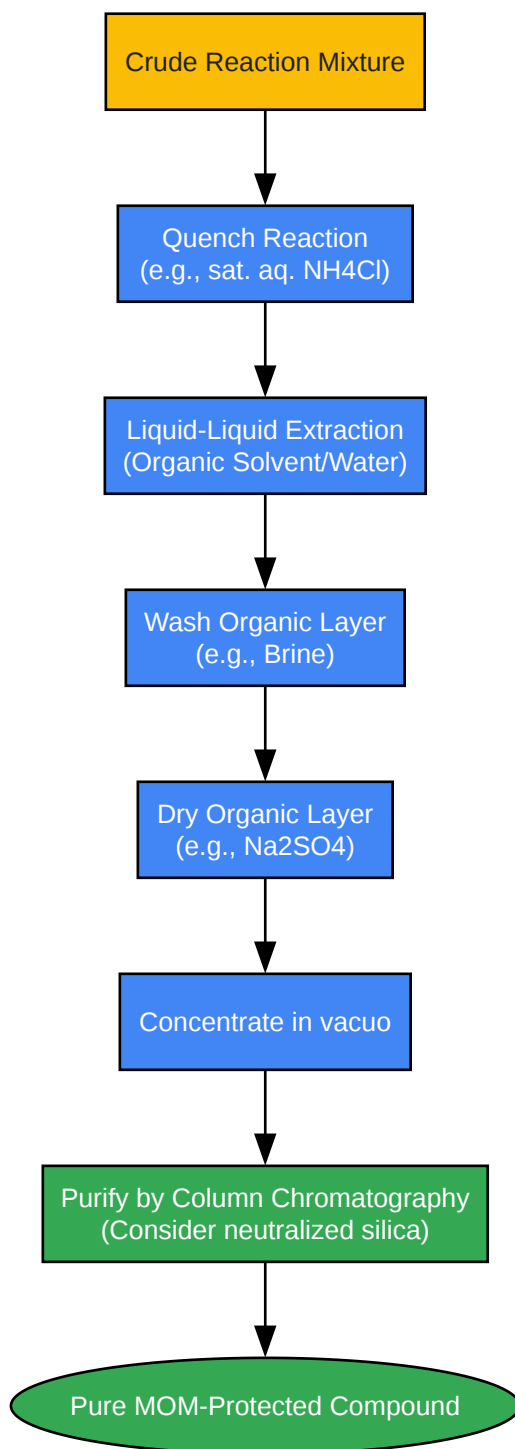 Crude Reaction Mixture
Quench Reaction
(e.g., sat. aq. NH4Cl)
Liquid-Liquid Extraction
(Organic Solvent/Water)
Wash Organic Layer
(e.g., Brine)
Dry Organic Layer
(e.g., Na2SO4)
Concentrate in vacuo
Purify by Column Chromatography
(Consider neutralized silica)
Pure MOM-Protected Compound